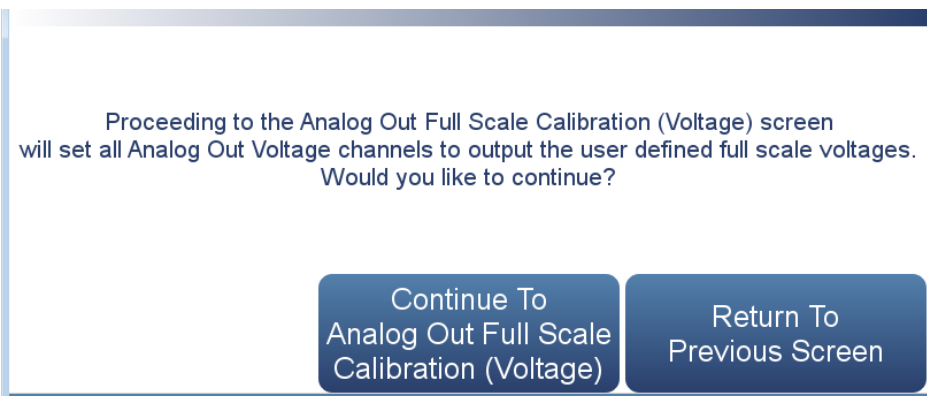 Proceeding to the Analog Out Full Scale Calibration (Voltage) screen
will set all Analog Out Voltage channels to output the user defined full scale voltages.
Would you like to continue?
Continue To
Analog Out Full Scale
Calibration (Voltage)
Return To
Previous Screen